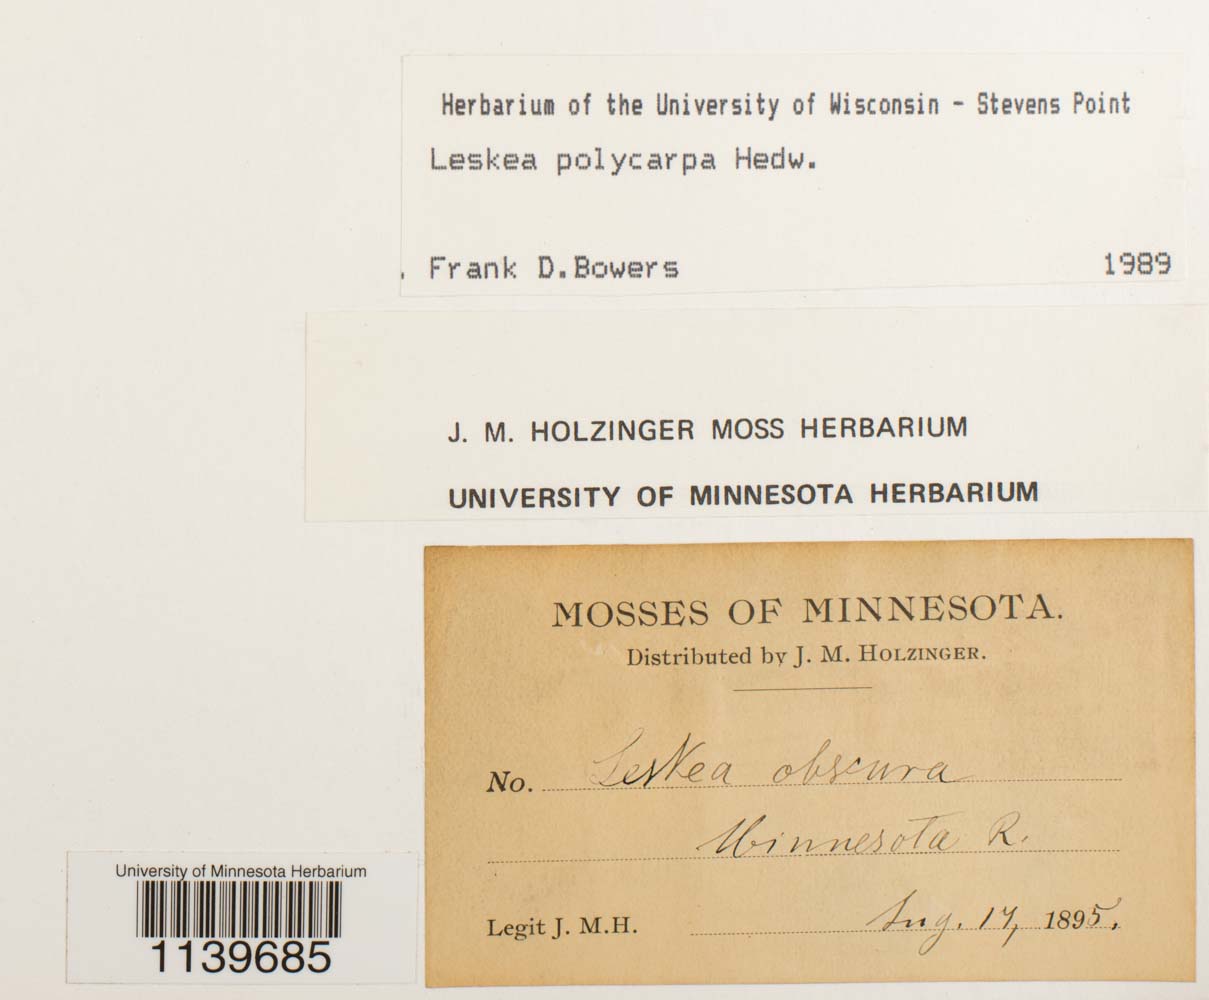 Herbarium of the University of Wisconsin - Stevens Point
Leskea polycarpa Hedw.
. Frank D.Bowers 1989
J. M. HOLZINGER MOSS HERBARIUM
UNIVERSITY OF MINNESOTA HERBARIUM
MOSSES OF MINNESOTA.
Distributed by J. M. HOLZINGER.
No. Leskea obscura
Minnesota R.
Legit J. M.H. Aug. 17, 1895.
University of Minnesota Herbarium
1139685